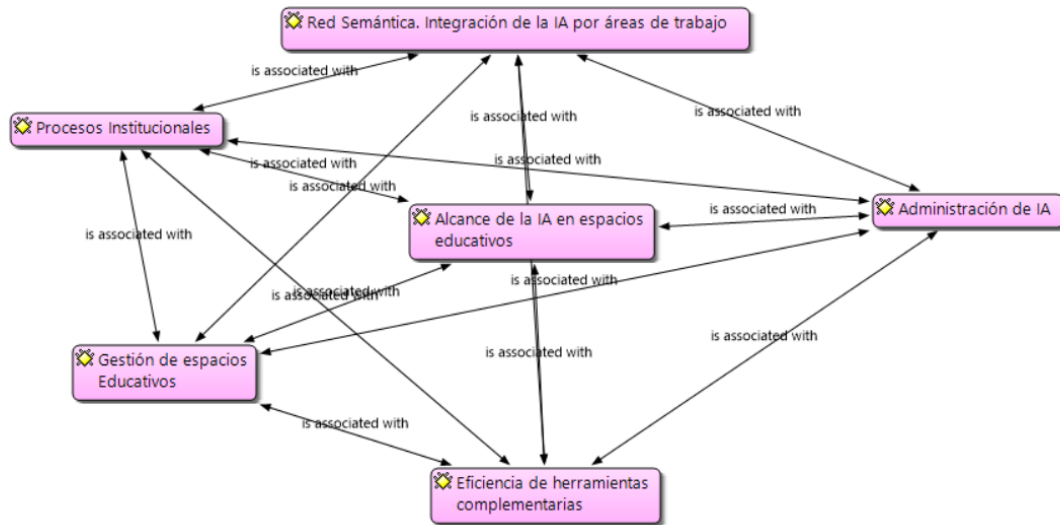 Red Semántica. Integración de la IA por áreas de trabajo
is associated with
is associated with
is associated with
Procesos Institucionales
is associated with
is associated with
is associated with
Alcance de la IA en espacios
educativos
Administración de IA
is associated with
is associated with
is associated with
is associated with
is associated with
is associated with
is associated with
Gestión de espacios
Educativos
is associated with
Eficiencia de herramientas
complementarias